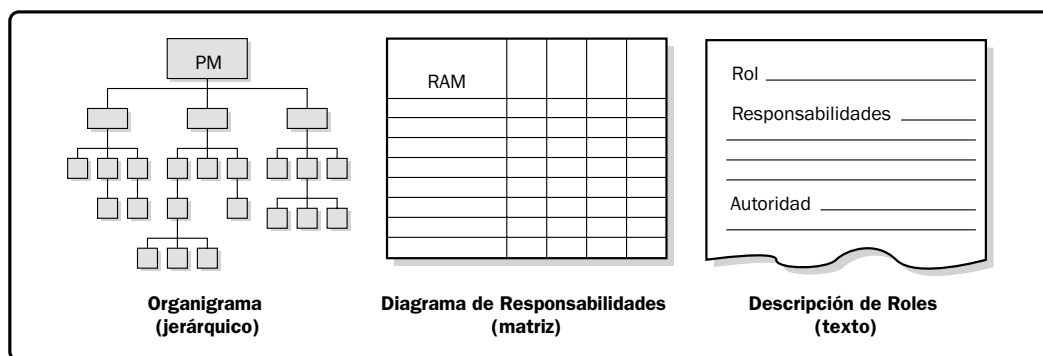 PM
RAM
Rol
Responsabilidades
Autoridad
Organigrama
(jerárquico)
Diagrama de Responsabilidades
(matriz)
Descripción de Roles
(texto)